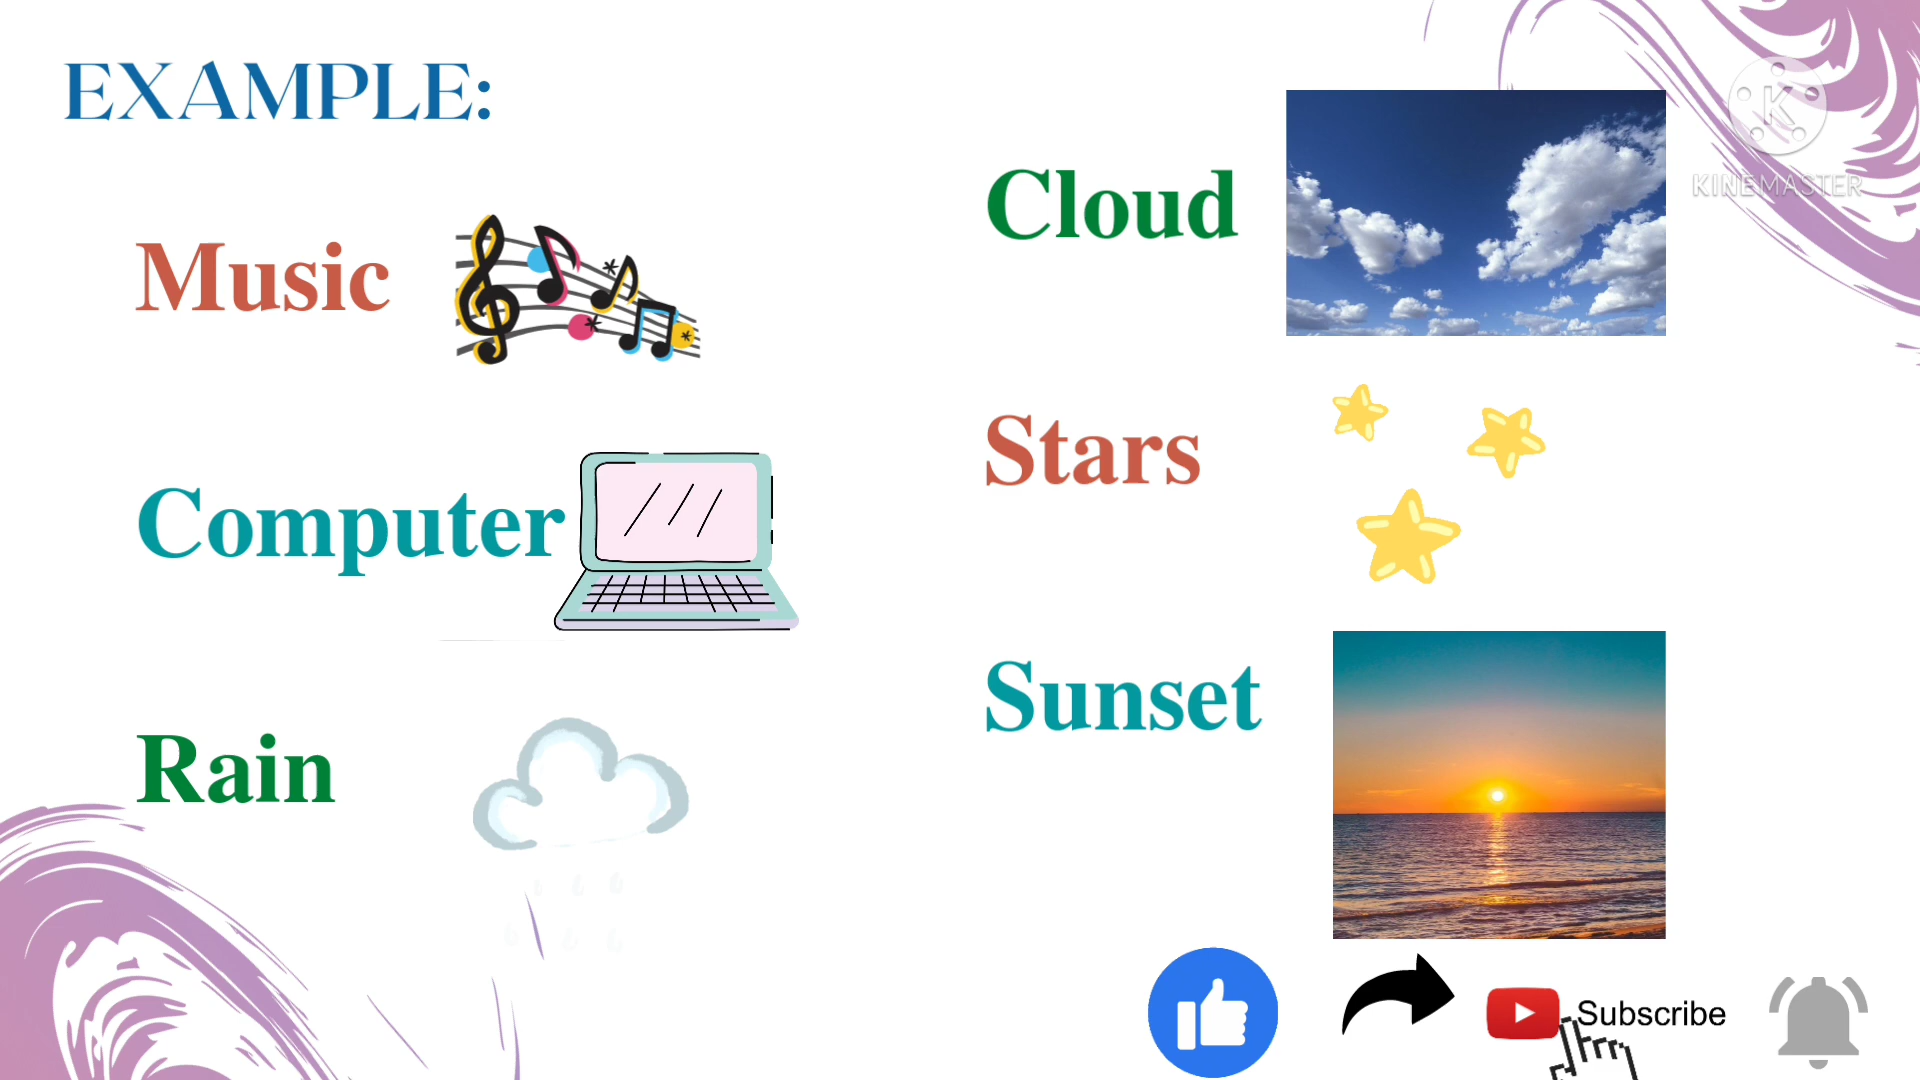 EXAMPLE:
Music
Computer
Rain
Cloud
Stars
Sunset
K
KINEMASTER
Subscribe